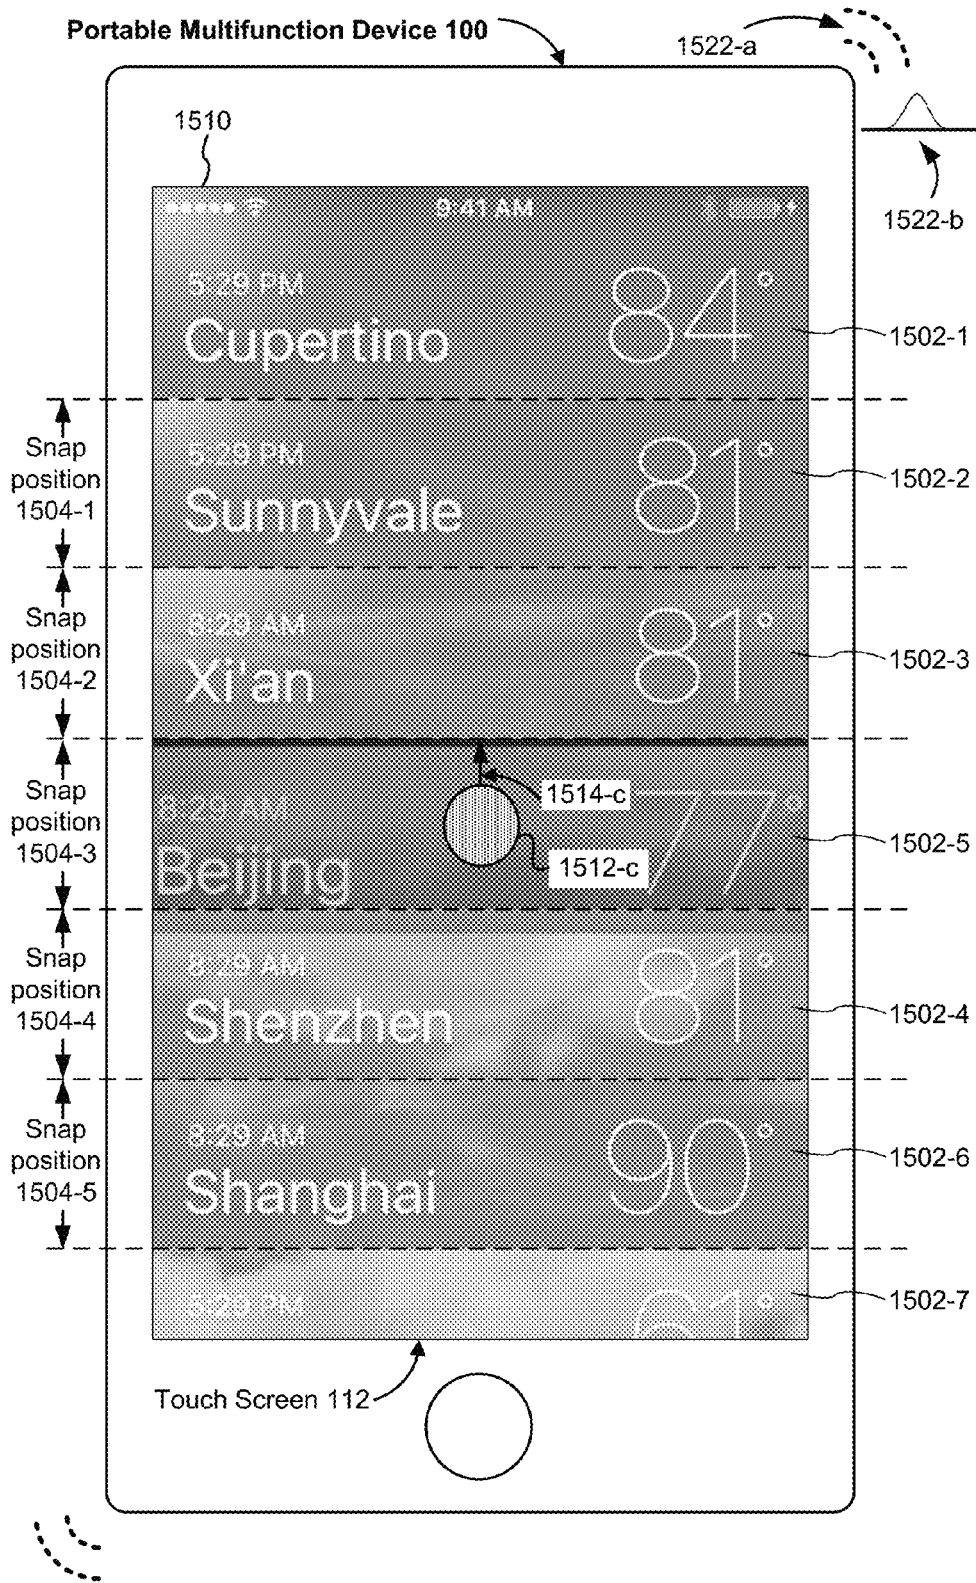 Portable Multifunction Device 100
1522-a
1510
1522-b
9:41 AM
5:29 PM
Cupertino
84°
1502-1
Snap
position
1504-1
5:29 PM
Sunnyvale
81°
1502-2
Snap
position
1504-2
8:29 AM
Xi'an
81°
1502-3
Snap
position
1504-3
8:29 AM
Beijing
77°
1514-c
1512-c
1502-5
Snap
position
1504-4
8:29 AM
Shenzhen
81°
1502-4
Snap
position
1504-5
8:29 AM
Shanghai
90°
1502-6
1502-7
Touch Screen 112